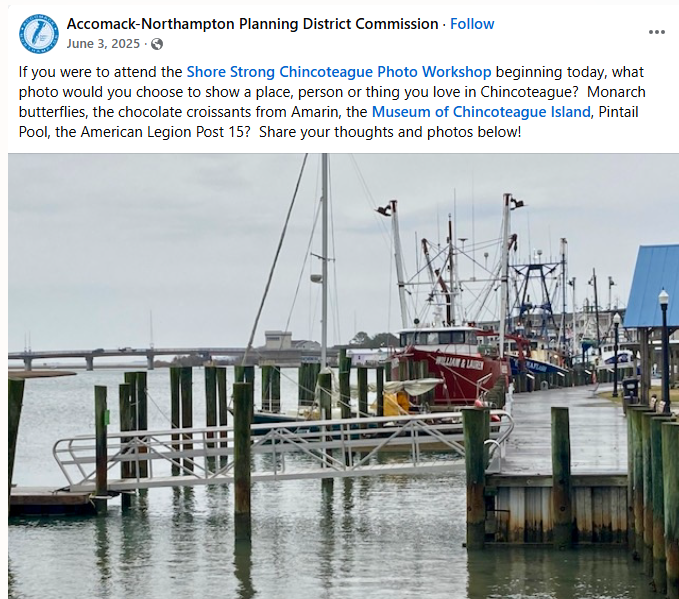 Accomack-Northampton Planning District Commission · Follow
June 3, 2025 ·
If you were to attend the Shore Strong Chincoteague Photo Workshop beginning today, what
photo would you choose to show a place, person or thing you love in Chincoteague?  Monarch
butterflies, the chocolate croissants from Amarin, the Museum of Chincoteague Island, Pintail
Pool, the American Legion Post 15?  Share your thoughts and photos below!
WILLIAM & LAUREN